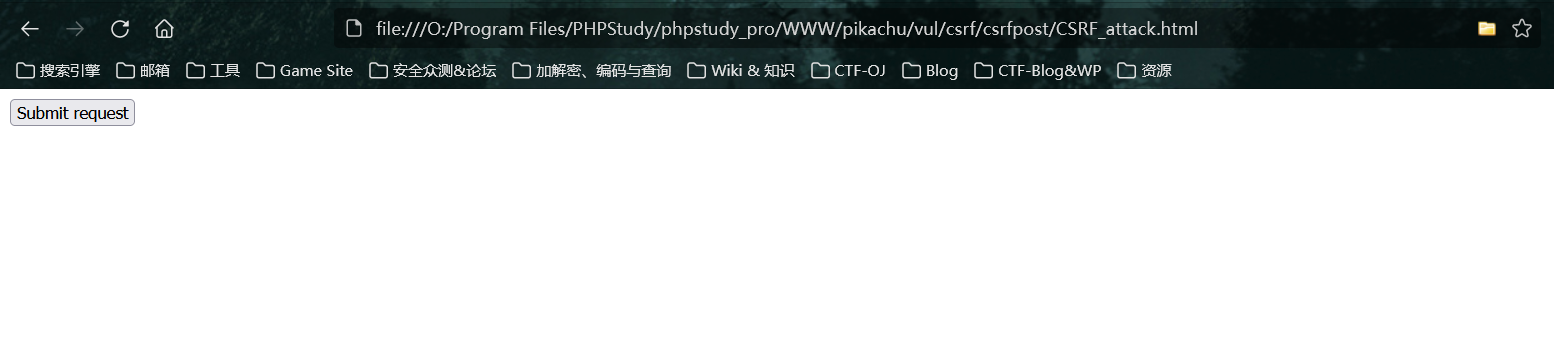 file:///O:/Program Files/PHPStudy/phpstudy_pro/WWW/pikachu/vul/csrf/csrfpost/CSRF_attack.html
搜索引擎 邮箱 工具 Game Site 安全众测&论坛 加解密、编码与查询 Wiki & 知识 CTF-OJ Blog CTF-Blog&WP 资源
Submit request